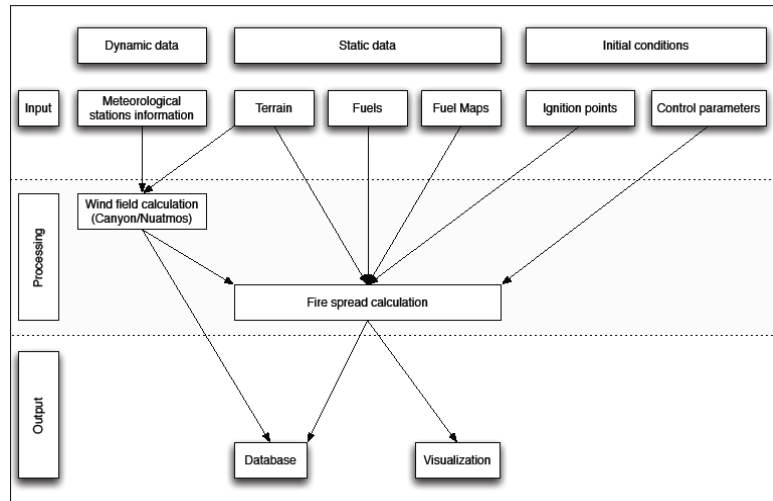 Dynamic data
Static data
Initial conditions
Input
Meteorological
stations information
Terrain
Fuels
Fuel Maps
Ignition points
Control parameters
Processing
Wind field calculation
(Canyon/Nuatmos)
Fire spread calculation
Output
Database
Visualization